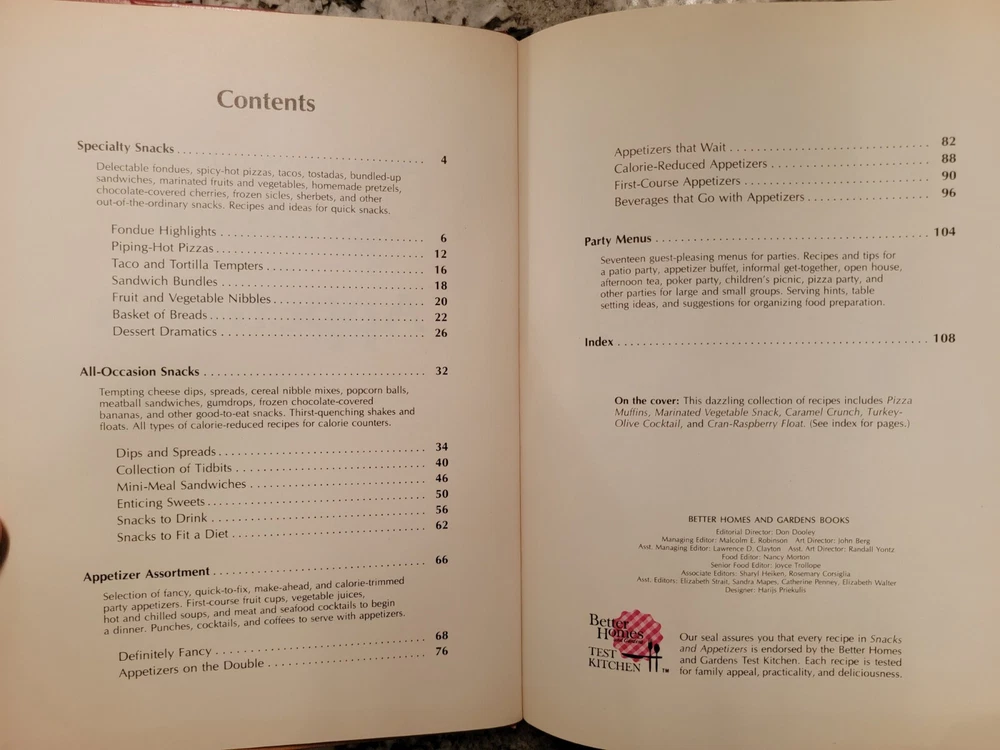 Contents
Specialty Snacks . . . . . . . . . . . . . . . . . . . . . . . . . . . . . . . . . . . 4
Delectable fondues, spicy-hot pizzas, tacos, tostadas, bundled-up
sandwiches, marinated fruits and vegetables, homemade pretzels,
chocolate-covered cherries, frozen sicles, sherbets, and other
out-of-the-ordinary snacks. Recipes and ideas for quick snacks.
Fondue Highlights . . . . . . . . . . . . . . . . . . . . . . . . . . . . 6
Piping-Hot Pizzas . . . . . . . . . . . . . . . . . . . . . . . . . . . . 12
Taco and Tortilla Tempters . . . . . . . . . . . . . . . . . . . . . 16
Sandwich Bundles . . . . . . . . . . . . . . . . . . . . . . . . . . . 18
Fruit and Vegetable Nibbles . . . . . . . . . . . . . . . . . . . . 20
Basket of Breads . . . . . . . . . . . . . . . . . . . . . . . . . . . . 22
Dessert Dramatics . . . . . . . . . . . . . . . . . . . . . . . . . . . 26
All-Occasion Snacks . . . . . . . . . . . . . . . . . . . . . . . . . . . . . 32
Tempting cheese dips, spreads, cereal nibble mixes, popcorn balls,
meatball sandwiches, gumdrops, frozen chocolate-covered
bananas, and other good-to-eat snacks. Thirst-quenching shakes and
floats. All types of calorie-reduced recipes for calorie counters.
Dips and Spreads . . . . . . . . . . . . . . . . . . . . . . . . . . . . 34
Collection of Tidbits . . . . . . . . . . . . . . . . . . . . . . . . . . 40
Mini-Meal Sandwiches . . . . . . . . . . . . . . . . . . . . . . . . 46
Enticing Sweets . . . . . . . . . . . . . . . . . . . . . . . . . . . . . 50
Snacks to Drink . . . . . . . . . . . . . . . . . . . . . . . . . . . . . 56
Snacks to Fit a Diet . . . . . . . . . . . . . . . . . . . . . . . . . . 62
Appetizer Assortment . . . . . . . . . . . . . . . . . . . . . . . . . . . . 66
Selection of fancy, quick-to-fix, make-ahead, and calorie-trimmed
party appetizers. First-course fruit cups, vegetable juices,
hot and chilled soups, and meat and seafood cocktails to begin
a dinner. Punches, cocktails, and coffees to serve with appetizers.
Definitely Fancy . . . . . . . . . . . . . . . . . . . . . . . . . . . . . 68
Appetizers on the Double . . . . . . . . . . . . . . . . . . . . . . 76
Appetizers that Wait . . . . . . . . . . . . . . . . . . . . . . . . . . 82
Calorie-Reduced Appetizers . . . . . . . . . . . . . . . . . . . . 88
First-Course Appetizers . . . . . . . . . . . . . . . . . . . . . . . . 90
Beverages that Go with Appetizers . . . . . . . . . . . . . . . . 96
Party Menus . . . . . . . . . . . . . . . . . . . . . . . . . . . . . . . . . . . 104
Seventeen guest-pleasing menus for parties. Recipes and tips for
a patio party, appetizer buffet, informal get-together, open house,
afternoon tea, poker party, children's picnic, pizza party, and
other parties for large and small groups. Serving hints, table
setting ideas, and suggestions for organizing food preparation.
Index . . . . . . . . . . . . . . . . . . . . . . . . . . . . . . . . . . . . . . . . 108
On the cover: This dazzling collection of recipes includes Pizza
Muffins, Marinated Vegetable Snack, Caramel Crunch, Turkey-
Olive Cocktail, and Cran-Raspberry Float. (See index for pages.)
BETTER HOMES AND GARDENS BOOKS
Editorial Director: Don Dooley
Managing Editor: Malcolm E. Robinson Art Director: John Berg
Asst. Managing Editor: Lawrence D. Clayton Asst. Art Director: Randall Yontz
Food Editor: Nancy Morton
Senior Food Editor: Joyce Trollope
Associate Editors: Sharyl Heiken, Rosemary Corsiglia
Asst. Editors: Elizabeth Strait, Sandra Mapes, Catherine Penney, Elizabeth Walter
Designer: Harijs Priekulis
Better
Homes
and Gardens
TEST
KITCHEN ™
Our seal assures you that every recipe in Snacks
and Appetizers is endorsed by the Better Homes
and Gardens Test Kitchen. Each recipe is tested
for family appeal, practicality, and deliciousness.